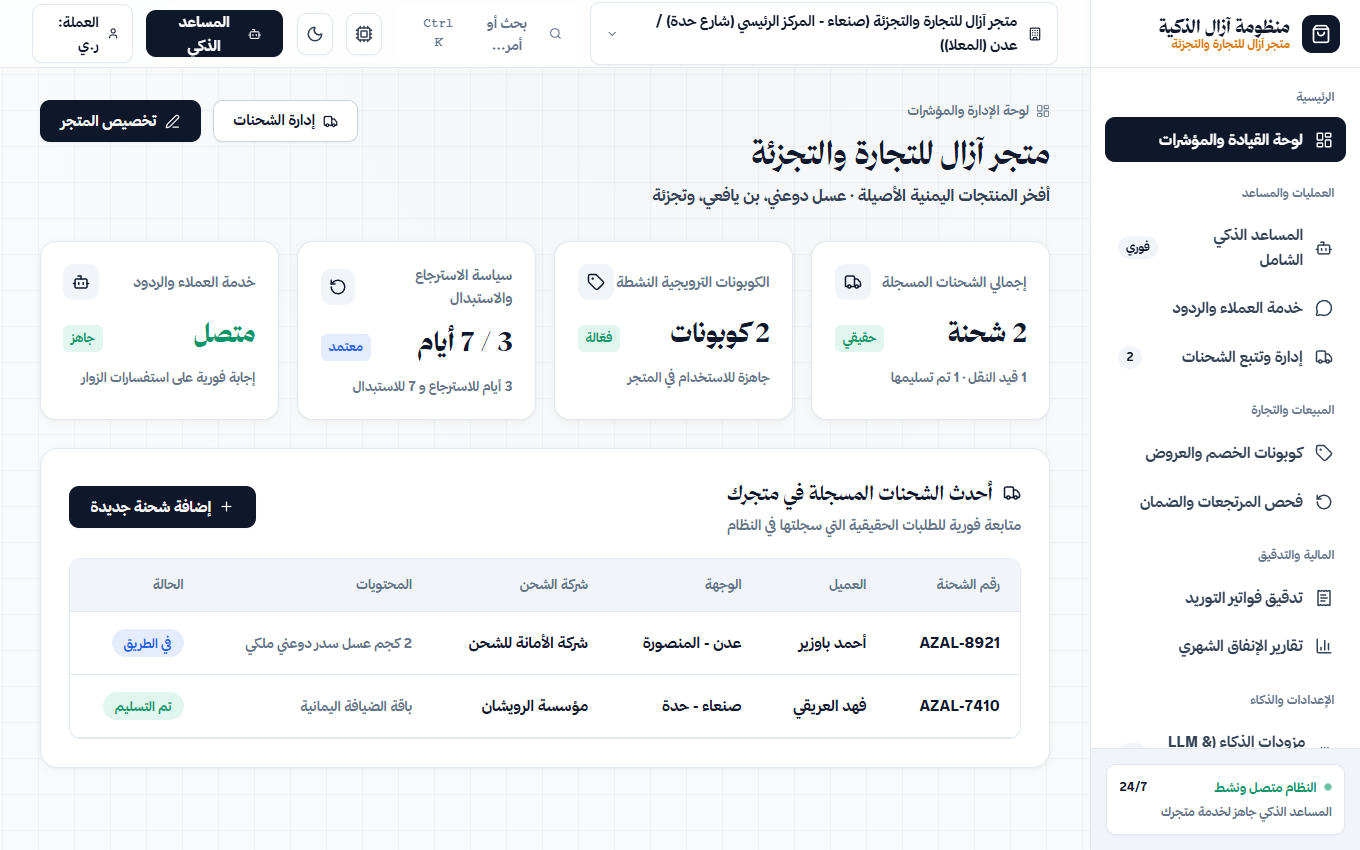 منظومة آزال الذكية
متجر آزال للتجارة والتجزئة
متجر آزال للتجارة والتجزئة (صنعاء - المركز الرئيسي (شارع حدة) /
عدن (المعلا))
بحث أو
أمر...
Ctrl
K
المساعد
الذكي
العملة:
ر.ي
الرئيسية
لوحة القيادة والمؤشرات
العمليات والمساعد
المساعد الذكي
الشامل
فوري
خدمة العملاء والردود
إدارة وتتبع الشحنات
2
المبيعات والتجارة
كوبونات الخصم والعروض
فحص المرتجعات والضمان
المالية والتدقيق
تدقيق فواتير التوريد
تقارير الإنفاق الشهري
الإعدادات والذكاء
مزودات الذكاء (& LLM
النظام متصل ونشط
24/7
المساعد الذكي جاهز لخدمة متجرك
لوحة الإدارة والمؤشرات
متجر آزال للتجارة والتجزئة
أفخر المنتجات اليمنية الأصيلة · عسل دوعني، بن يافعي، وتجزئة
إدارة الشحنات
تخصيص المتجر
إجمالي الشحنات المسجلة
2 شحنة
حقيقي
1 قيد النقل · 1 تم تسليمها
الكوبونات الترويجية النشطة
2 كوبونات
فعّالة
جاهزة للاستخدام في المتجر
سياسة الاسترجاع
والاستبدال
3 / 7 أيام
معتمد
3 أيام للاسترجاع و 7 للاستبدال
خدمة العملاء والردود
متصل
جاهز
إجابة فورية على استفسارات الزوار
أحدث الشحنات المسجلة في متجرك
متابعة فورية للطلبات الحقيقية التي سجلتها في النظام
إضافة شحنة جديدة
رقم الشحنة العميل الوجهة شركة الشحن المحتويات الحالة
AZAL-8921 أحمد باوزير عدن - المنصورة شركة الأمانة للشحن 2 كجم عسل سدر دوعني ملكي في الطريق
AZAL-7410 فهد العريقي صنعاء - حدة مؤسسة الرويشان باقة الضيافة اليمانية تم التسليم